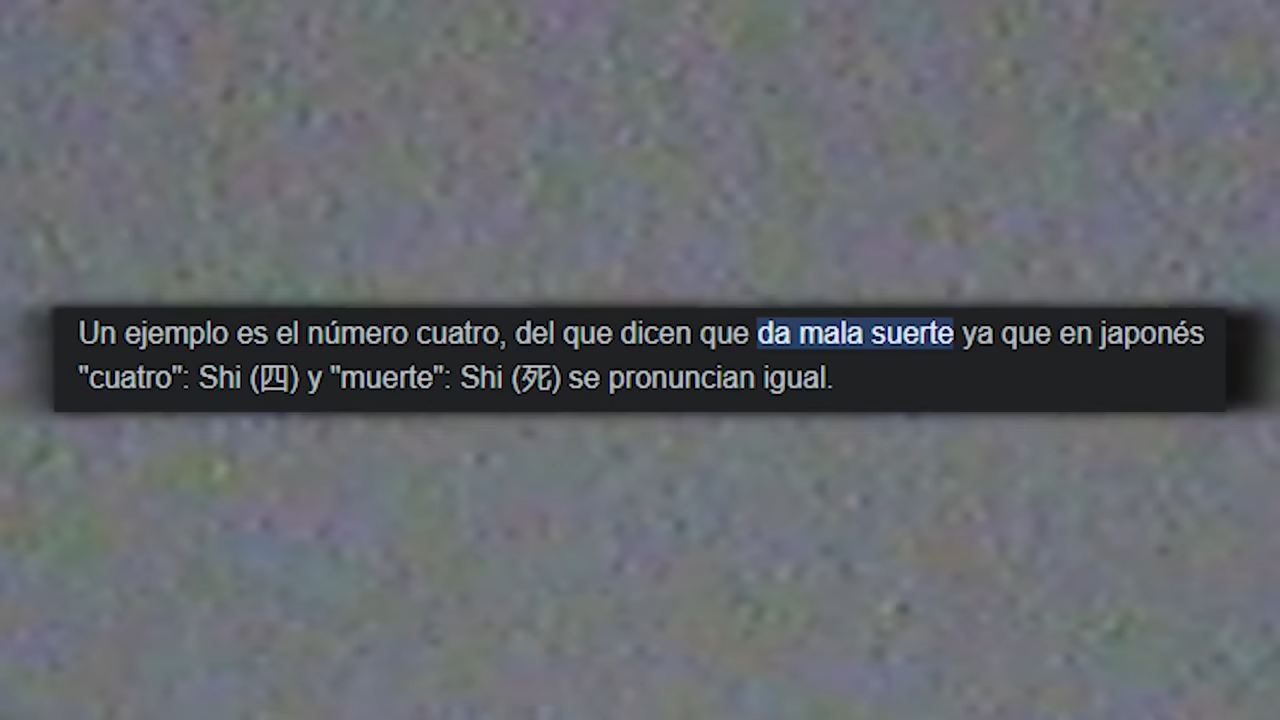 Un ejemplo es el número cuatro, del que dicen que da mala suerte ya que en japonés
"cuatro": Shi (四) y "muerte": Shi (死) se pronuncian igual.